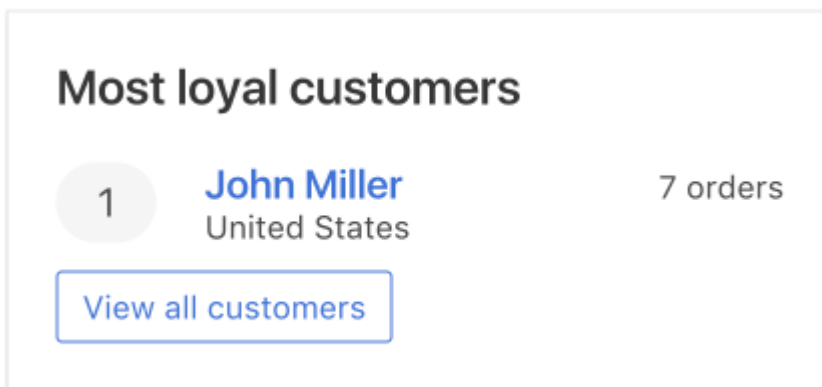 Most loyal customers
1 John Miller 7 orders
United States
View all customers